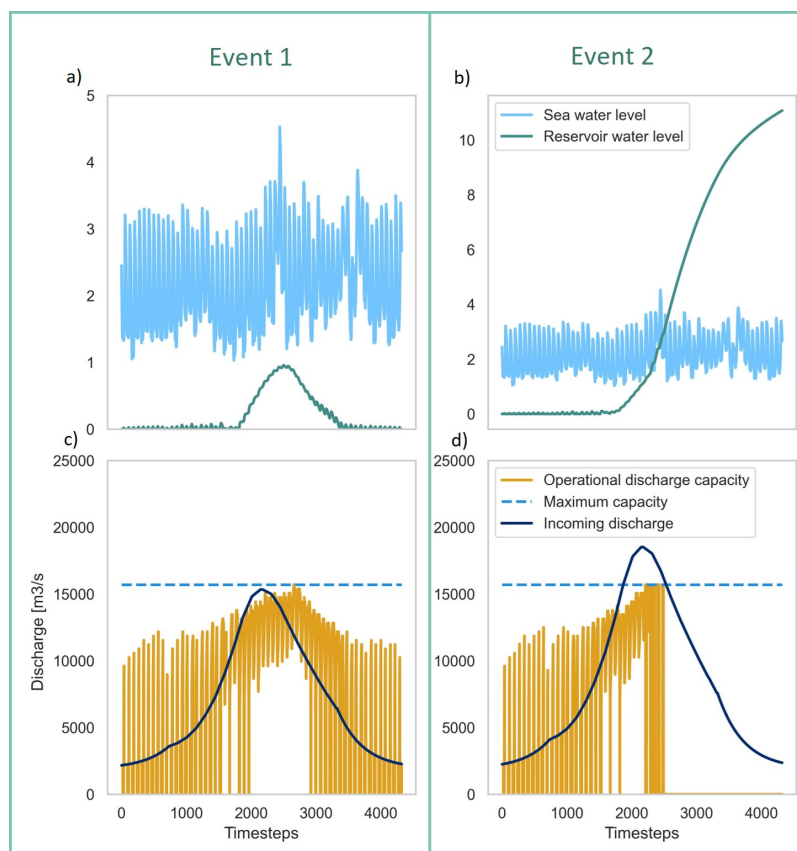 Event 1
Event 2
a)
b)
5
4
3
2
1
0
Sea water level
Reservoir water level
10
8
6
4
2
0
c)
d)
25000
20000
15000
10000
5000
0
Discharge [m3/s
0
1000
2000
3000
4000
Timesteps
25000
20000
15000
10000
5000
0
Operational discharge capacity
Maximum capacity
Incoming discharge
0
1000
2000
3000
4000
Timesteps